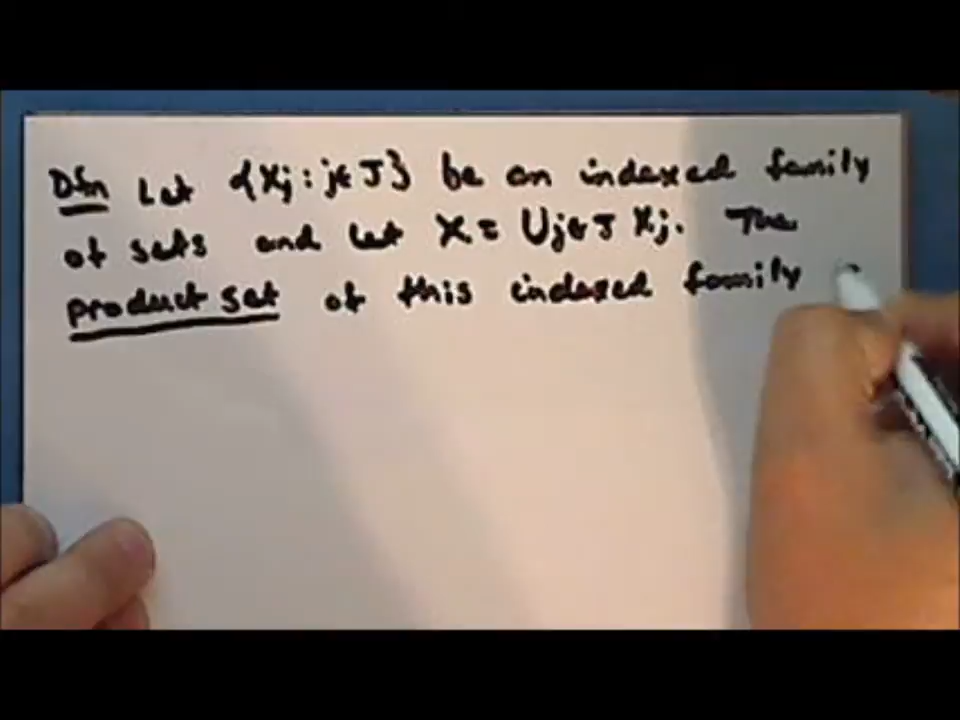 Dfn Let {Xj : j∈ J} be an indexed family
of sets and let X = ∪j∈J Xj. The
product set of this indexed family